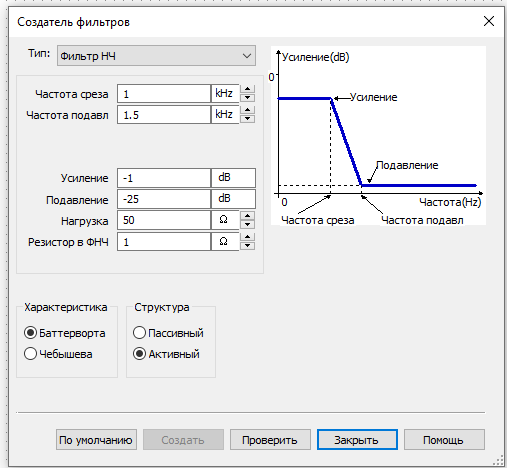 Создатель фильтров
Тип: Фильтр НЧ
Частота среза 1 kHz
Частота подавл 1.5 kHz
Усиление -1 dB
Подавление -25 dB
Нагрузка 50 Ω
Резистор в ФНЧ 1 Ω
Усиление(dB)
0
Усиление
Подавление
0 Частота(Hz)
Частота среза Частота подавл
Характеристика
Баттерворта
Чебышева
Структура
Пассивный
Активный
По умолчанию Создать Проверить Закрыть Помощь